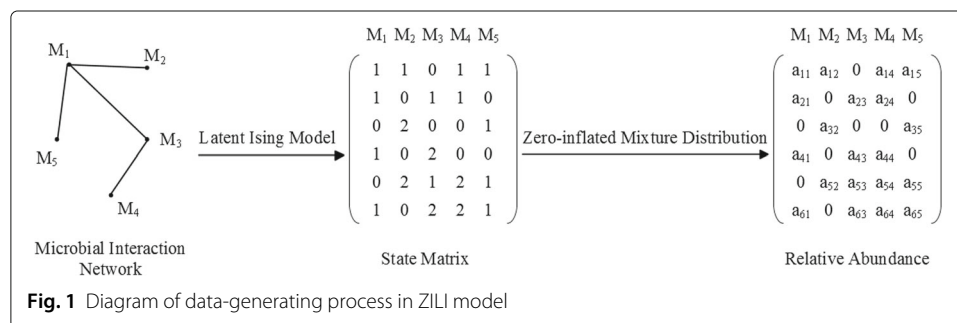 M₁ M₂ M₃ M₄ M₅
M₁ M₂ M₃ M₄ M₅
M₁
M₂
M₃
M₅
M₄
Microbial Interaction
Network
Latent Ising Model
1 1 0 1 1
1 0 1 1 0
0 2 0 0 1
1 0 2 0 0
0 2 1 2 1
1 0 2 2 1
State Matrix
Zero-inflated Mixture Distribution
a₁₁ a₁₂ 0 a₁₄ a₁₅
a₂₁ 0 a₂₃ a₂₄ 0
0 a₃₂ 0 0 a₃₅
a₄₁ 0 a₄₃ a₄₄ 0
0 a₅₂ a₅₃ a₅₄ a₅₅
a₆₁ 0 a₆₃ a₆₄ a₆₅
Relative Abundance
Fig. 1 Diagram of data-generating process in ZILI model